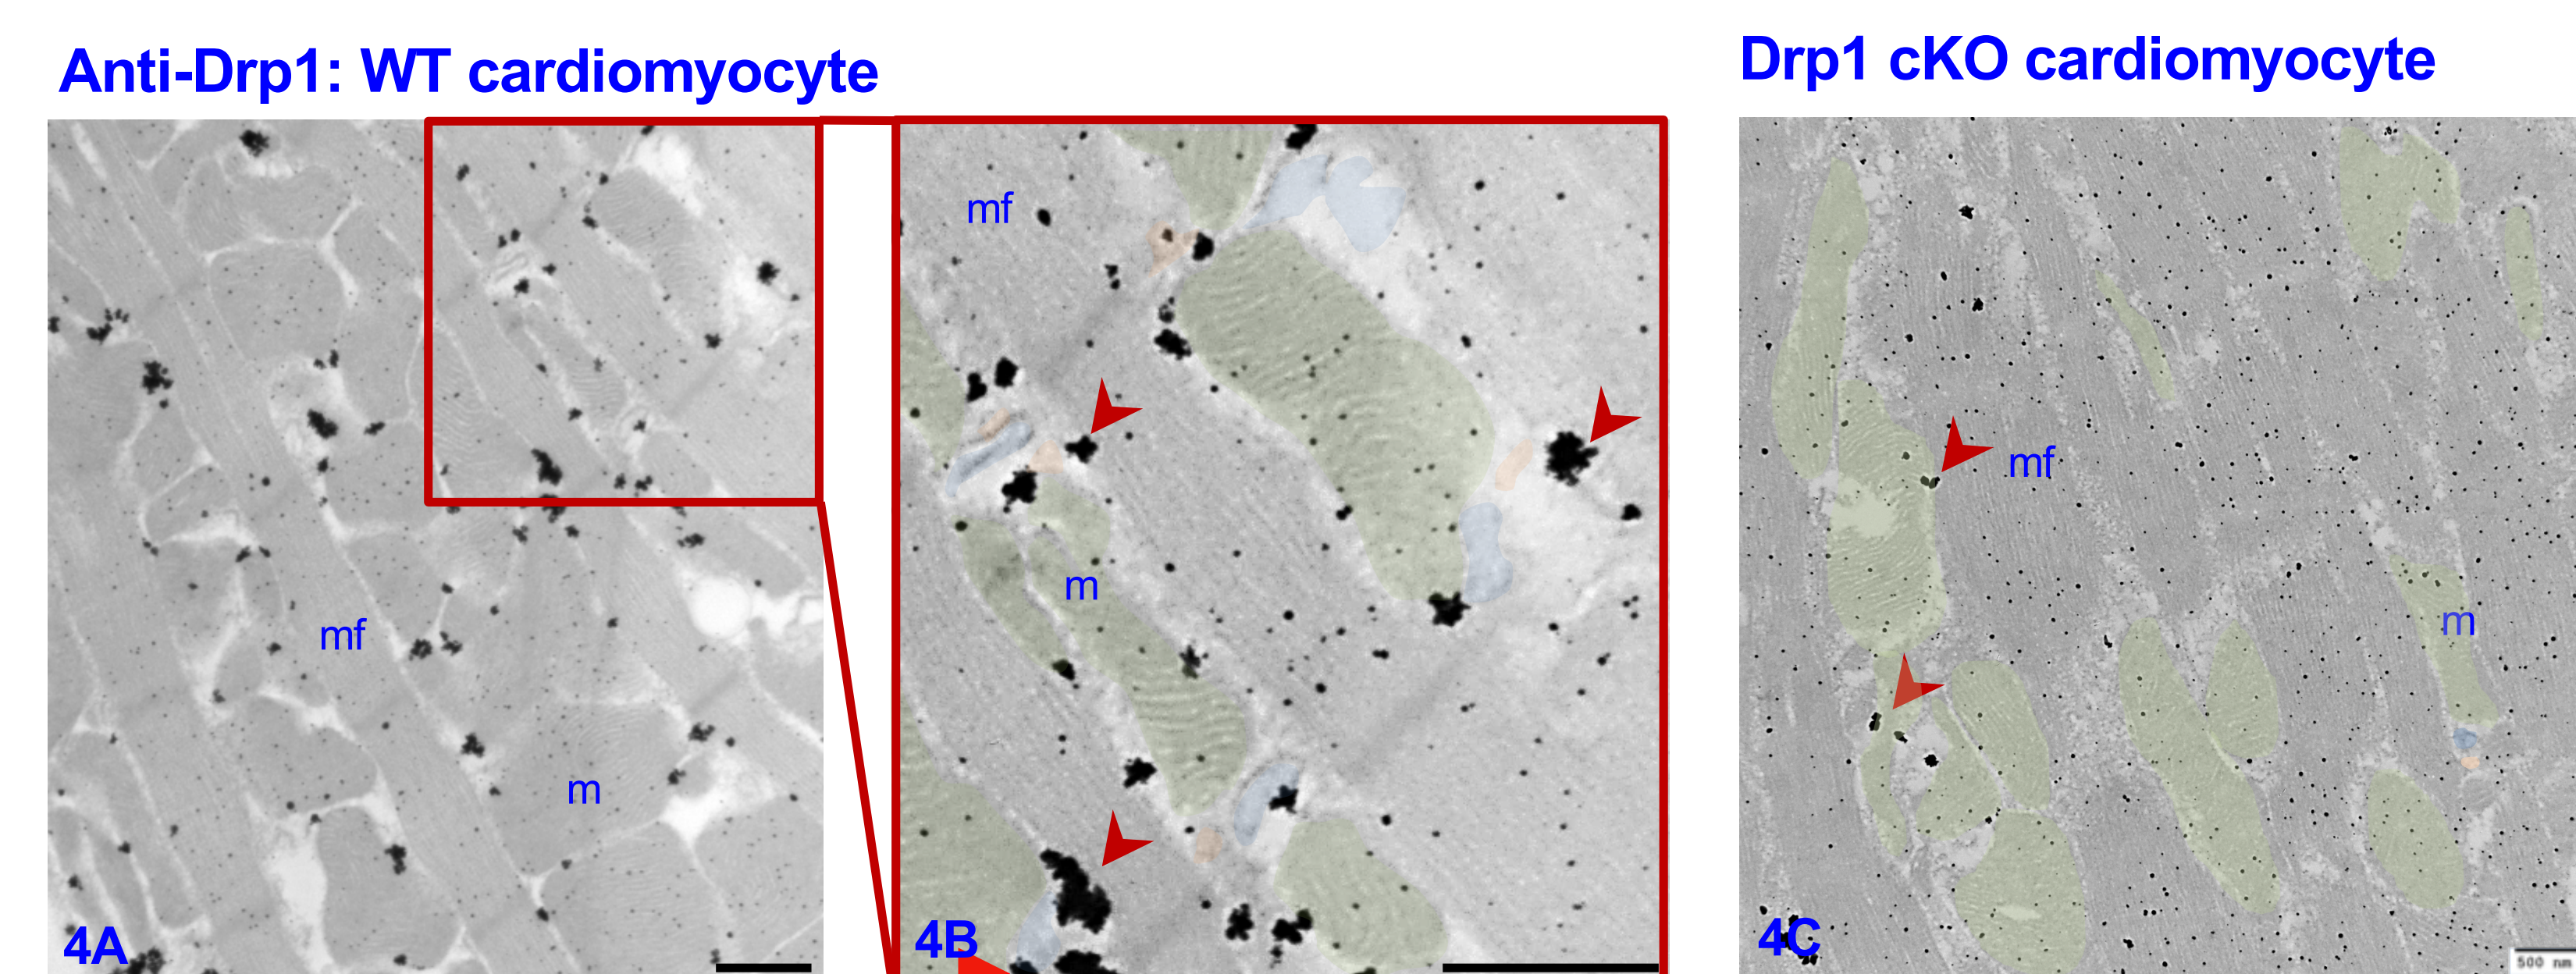 Anti-Drp1: WT cardiomyocyte
Drp1 cKO cardiomyocyte
mf
m
4A
mf
m
4B
mf
m
4C
500 nm